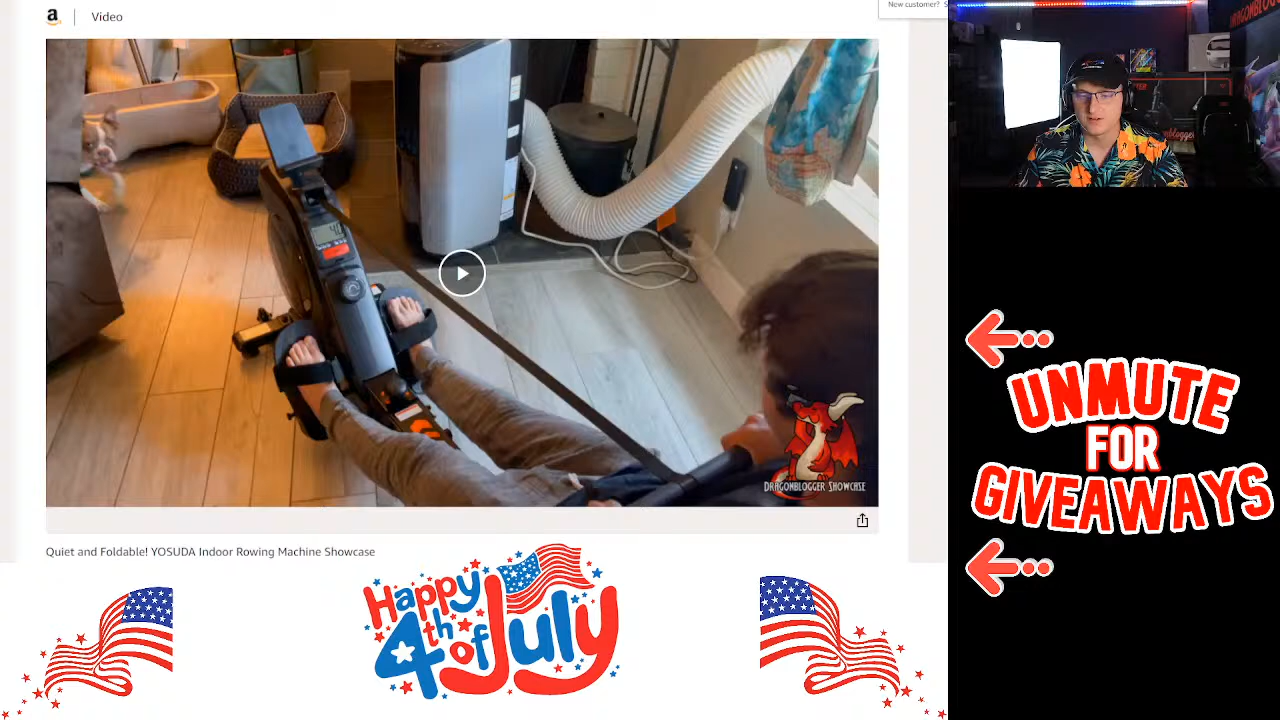 New customer? S
Video
DRAGONBLOGGER SHOWCASE
Quiet and Foldable! YOSUDA Indoor Rowing Machine Showcase
Happy
4th of July
UNMUTE
FOR
GIVEAWAYS